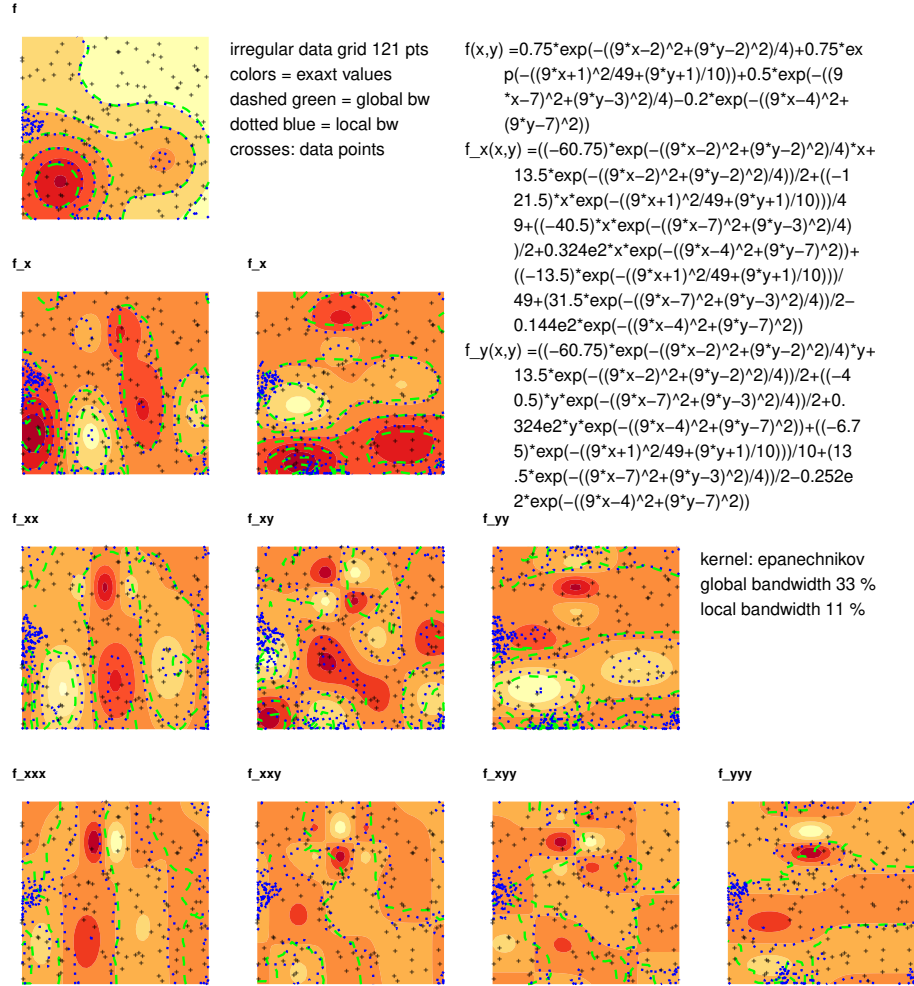 f
irregular data grid 121 pts
colors = exaxt values
dashed green = global bw
dotted blue = local bw
crosses: data points
f(x,y) =0.75*exp(−((9*x−2)^2+(9*y−2)^2)/4)+0.75*ex
p(−((9*x+1)^2/49+(9*y+1)/10))+0.5*exp(−((9
*x−7)^2+(9*y−3)^2)/4)−0.2*exp(−((9*x−4)^2+
(9*y−7)^2))
f_x(x,y) =((−60.75)*exp(−((9*x−2)^2+(9*y−2)^2)/4)*x+
13.5*exp(−((9*x−2)^2+(9*y−2)^2)/4))/2+((−1
21.5)*x*exp(−((9*x+1)^2/49+(9*y+1)/10)))/4
9+((−40.5)*x*exp(−((9*x−7)^2+(9*y−3)^2)/4)
)/2+0.324e2*x*exp(−((9*x−4)^2+(9*y−7)^2))+
((−13.5)*exp(−((9*x+1)^2/49+(9*y+1)/10)))/
49+(31.5*exp(−((9*x−7)^2+(9*y−3)^2)/4))/2−
0.144e2*exp(−((9*x−4)^2+(9*y−7)^2))
f_y(x,y) =((−60.75)*exp(−((9*x−2)^2+(9*y−2)^2)/4)*y+
13.5*exp(−((9*x−2)^2+(9*y−2)^2)/4))/2+((−4
0.5)*y*exp(−((9*x−7)^2+(9*y−3)^2)/4))/2+0.
324e2*y*exp(−((9*x−4)^2+(9*y−7)^2))+((−6.7
5)*exp(−((9*x+1)^2/49+(9*y+1)/10)))/10+(13
.5*exp(−((9*x−7)^2+(9*y−3)^2)/4))/2−0.252e
2*exp(−((9*x−4)^2+(9*y−7)^2))
f_x
f_x
f_xx
f_xy
f_yy
kernel: epanechnikov
global bandwidth 33 %
local bandwidth 11 %
f_xxx
f_xxy
f_xyy
f_yyy